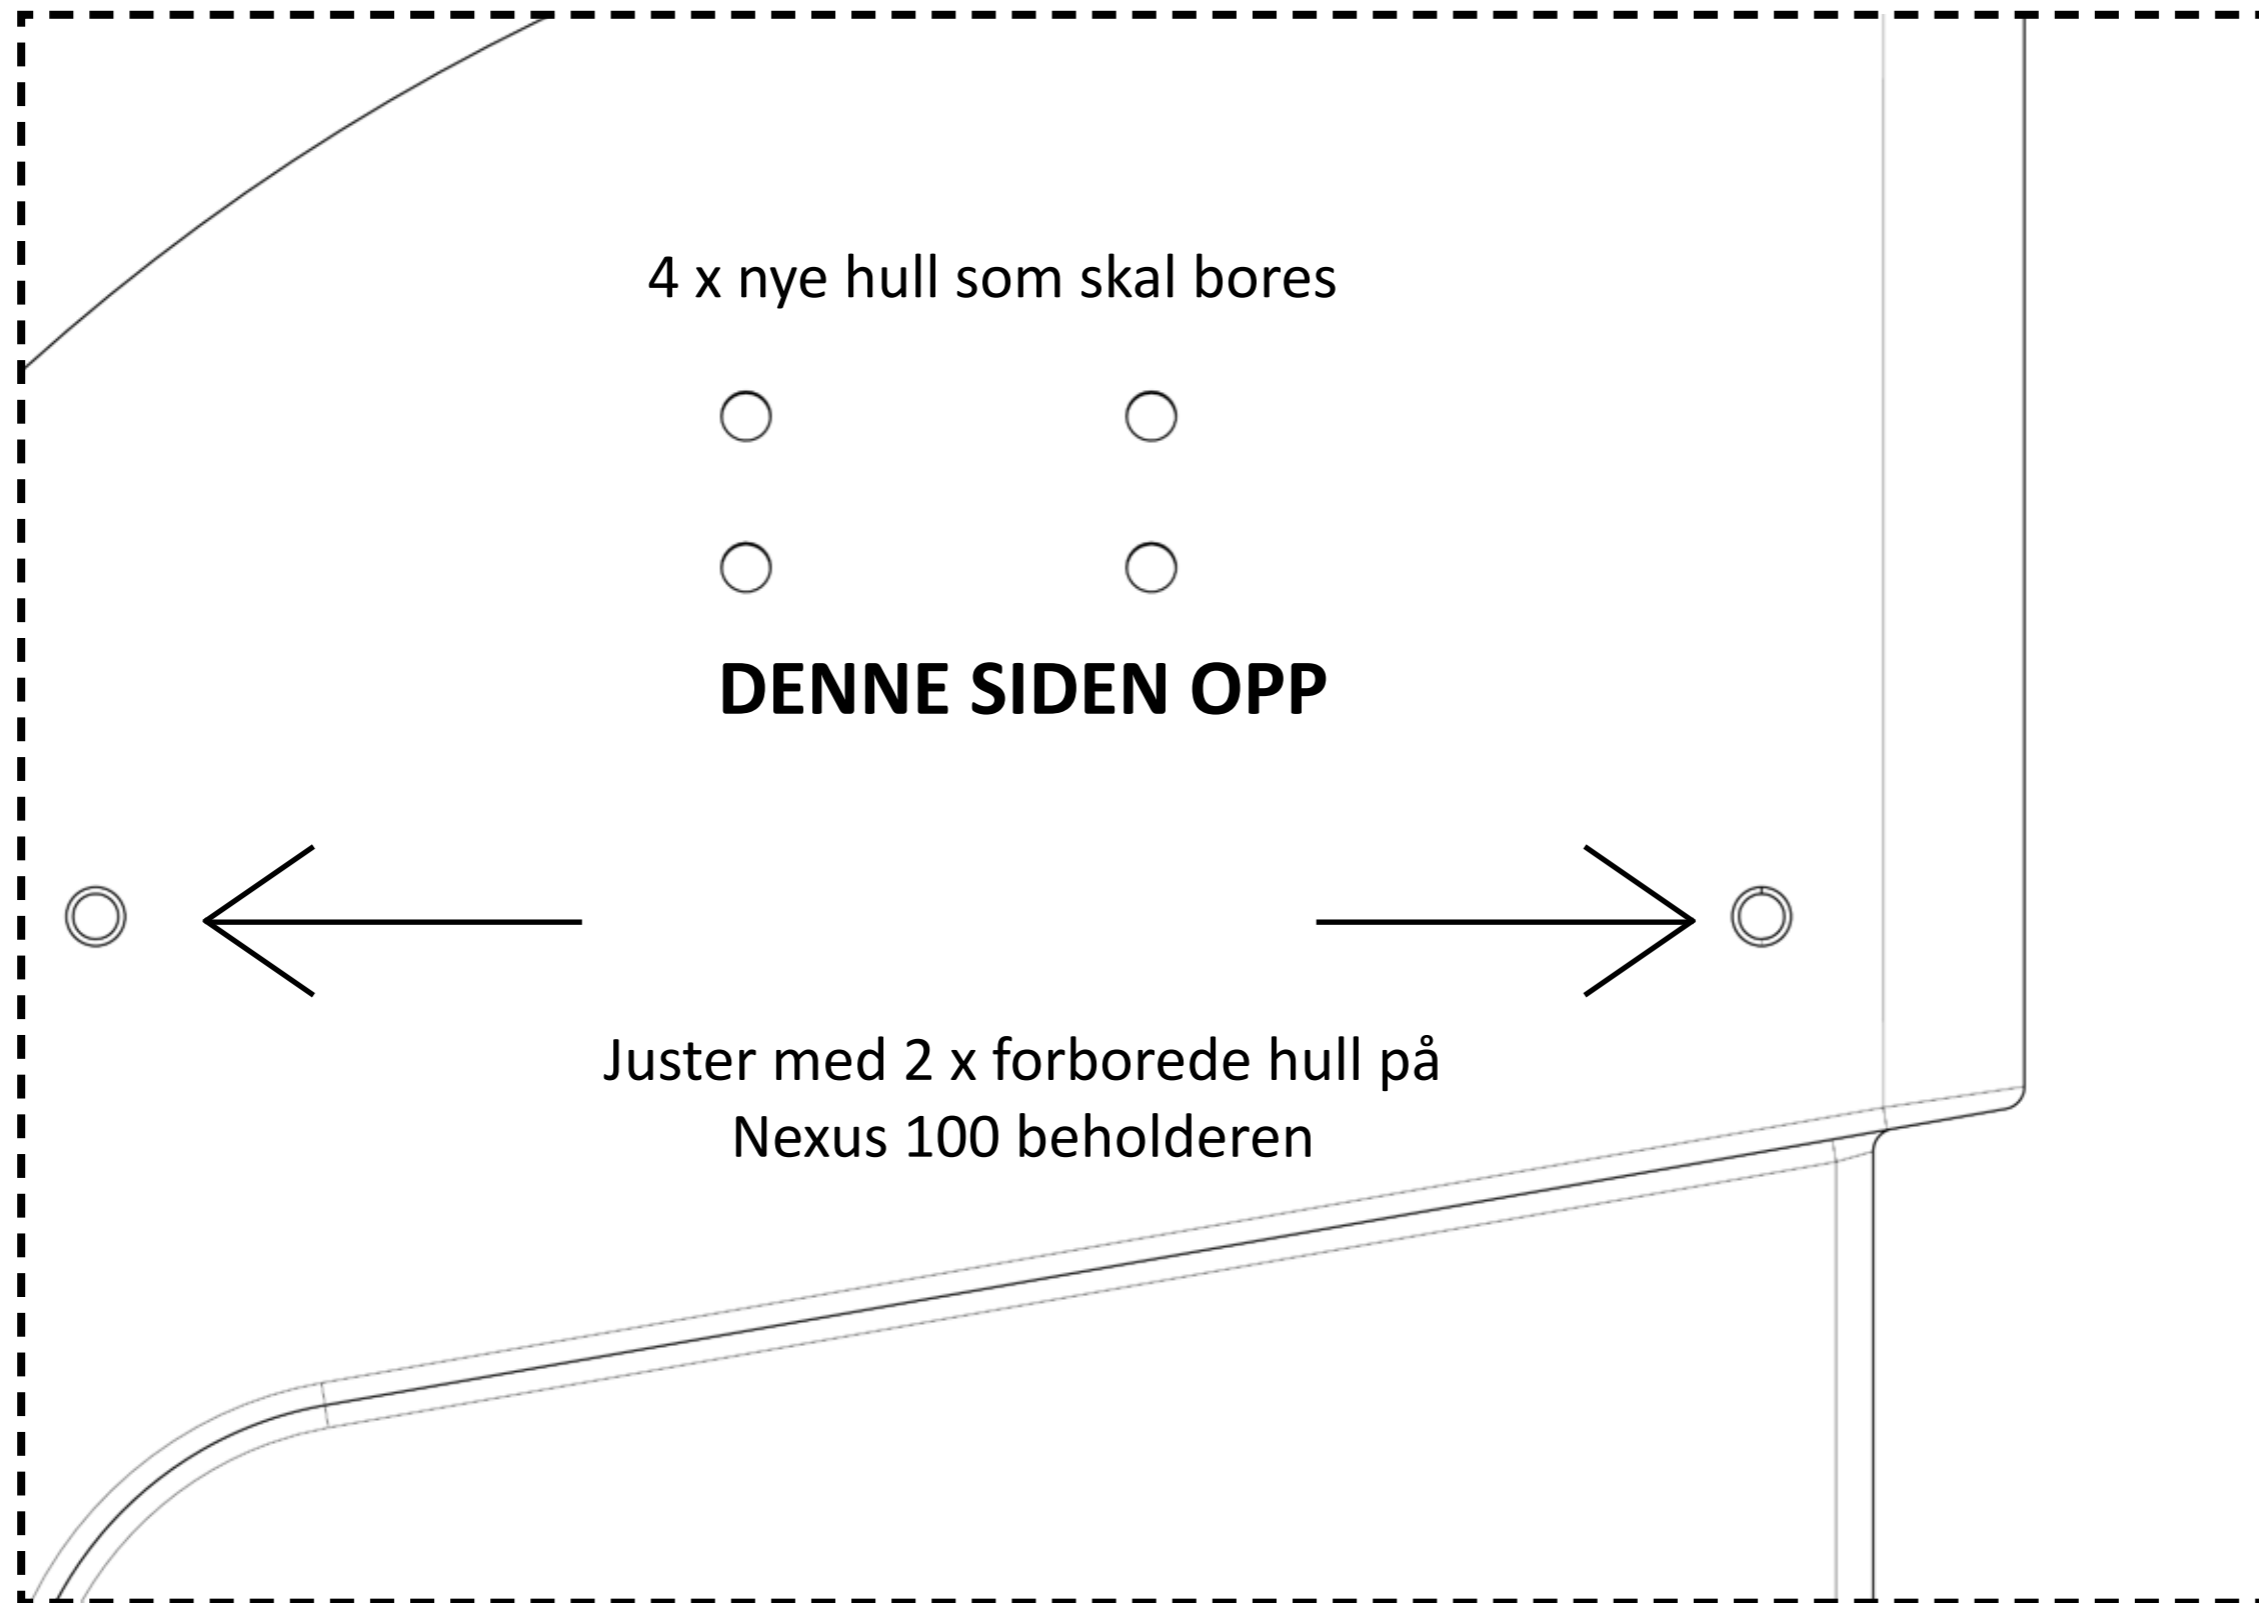 4 x nye hull som skal bores
DENNE SIDEN OPP
Juster med 2 x forborede hull på
Nexus 100 beholderen